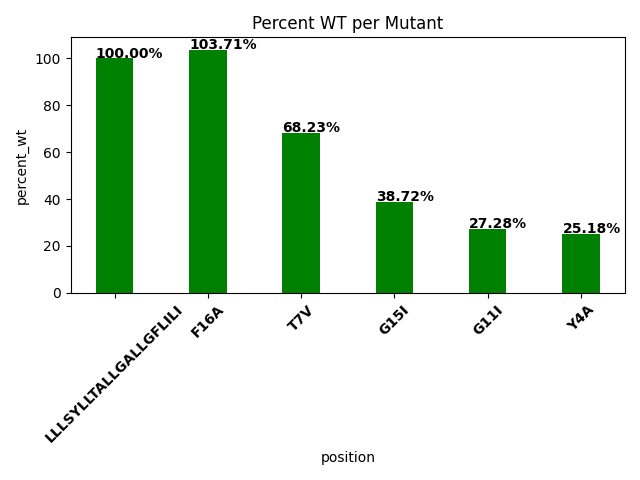 Percent WT per Mutant
100.00%
103.71%
68.23%
38.72%
27.28%
25.18%
percent_wt
100
80
60
40
20
0
LLLSYLLTALLGALLGFLILI
F16A
T7V
G15I
G11I
Y4A
position